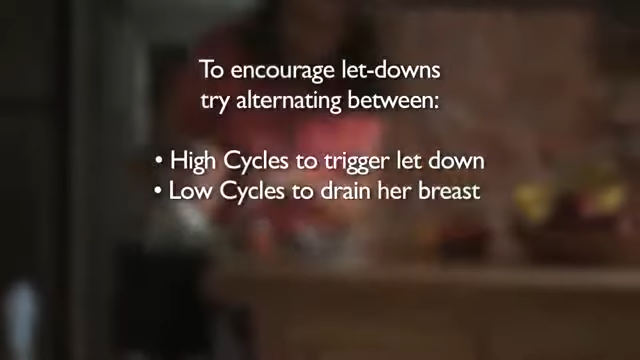 To encourage let-downs
try alternating between:
• High Cycles to trigger let down
• Low Cycles to drain her breast